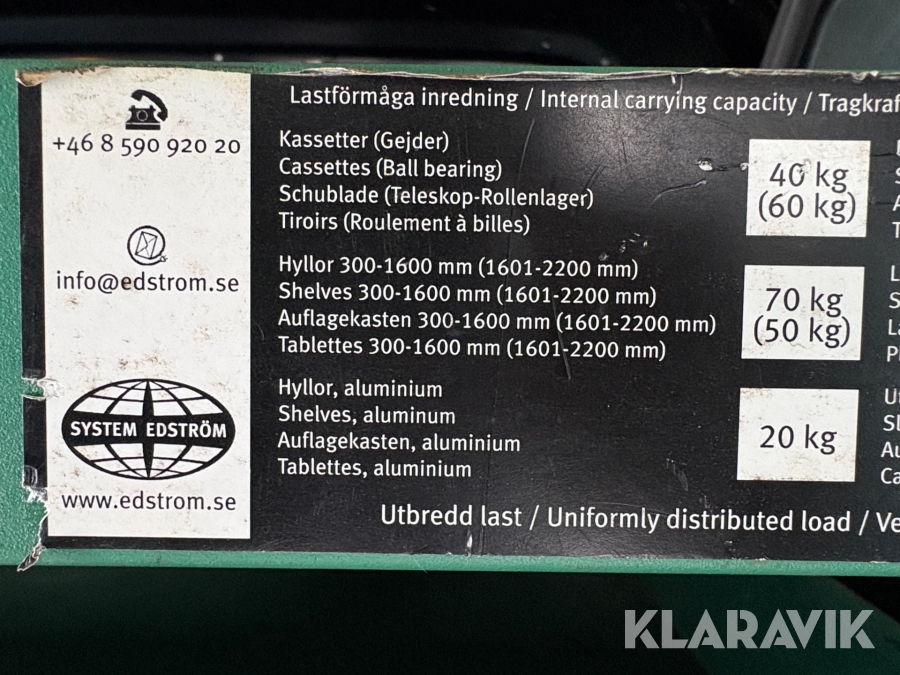 Lastförmåga inredning / Internal carrying capacity /
+46 8 590 920 20
info@edstrom.se
SYSTEM EDSTRÖM
www.edstrom.se
Kassetter (Gejder)
Cassettes (Ball bearing)
Schublade (Teleskop-Rollenlager)
Tiroirs (Roulement à billes)
40 kg
(60 kg)
Hyllor 300-1600 mm (1601-2200 mm)
Shelves 300-1600 mm (1601-2200 mm)
Auflagekasten 300-1600 mm (1601-2200 mm)
Tablettes 300-1600 mm (1601-2200 mm)
70 kg
(50 kg)
Hyllor, aluminium
Shelves, aluminum
Auflagekasten, aluminium
Tablettes, aluminium
20 kg
Utbredd last / Uniformly distributed load /
KLARAVIK